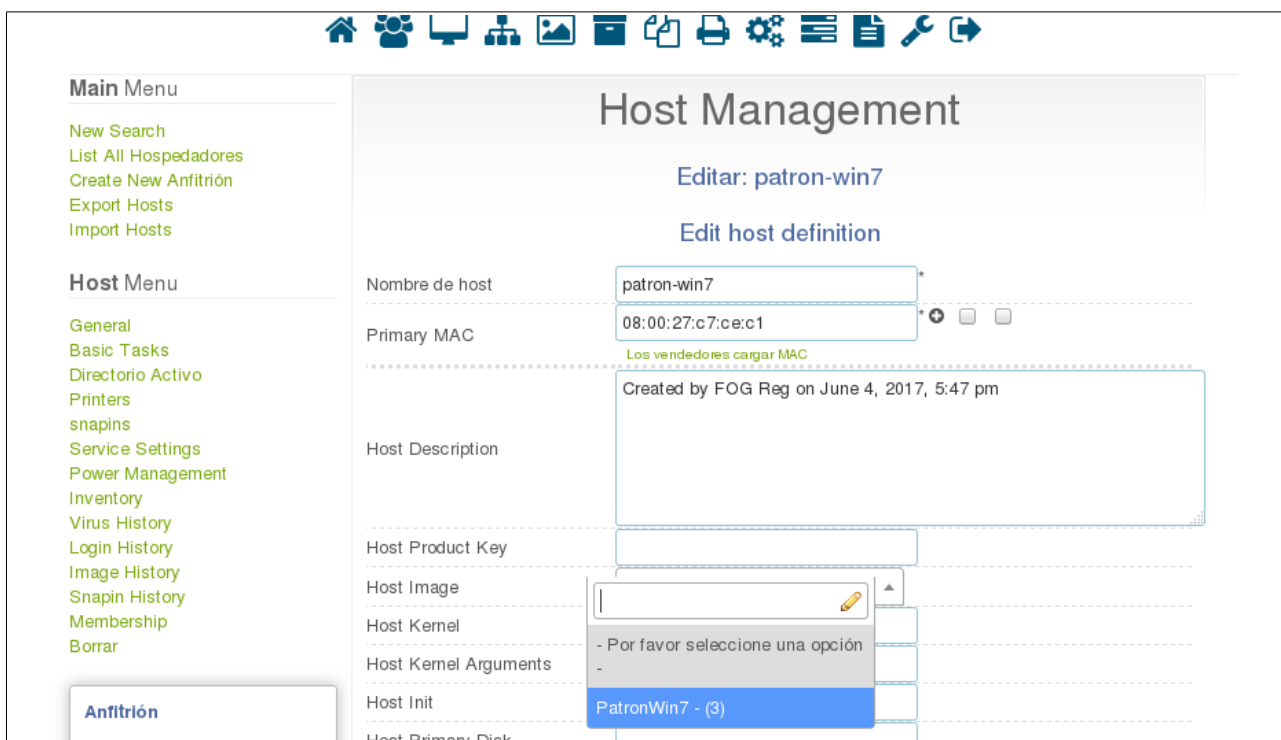 Main Menu
New Search
List All Hospedadores
Create New Anfitrión
Export Hosts
Import Hosts
Host Menu
General
Basic Tasks
Directorio Activo
Printers
snapins
Service Settings
Power Management
Inventory
Virus History
Login History
Image History
Snapin History
Membership
Borrar
Anfitrión
Host Management
Editar: patron-win7
Edit host definition
Nombre de host patron-win7 *
Primary MAC 08:00:27:c7:ce:c1 *
Los vendedores cargar MAC
Host Description Created by FOG Reg on June 4, 2017, 5:47 pm
Host Product Key
Host Image
Host Kernel
- Por favor seleccione una opción
-
Host Kernel Arguments
Host Init
PatronWin7 - (3)
Host Primary Disk